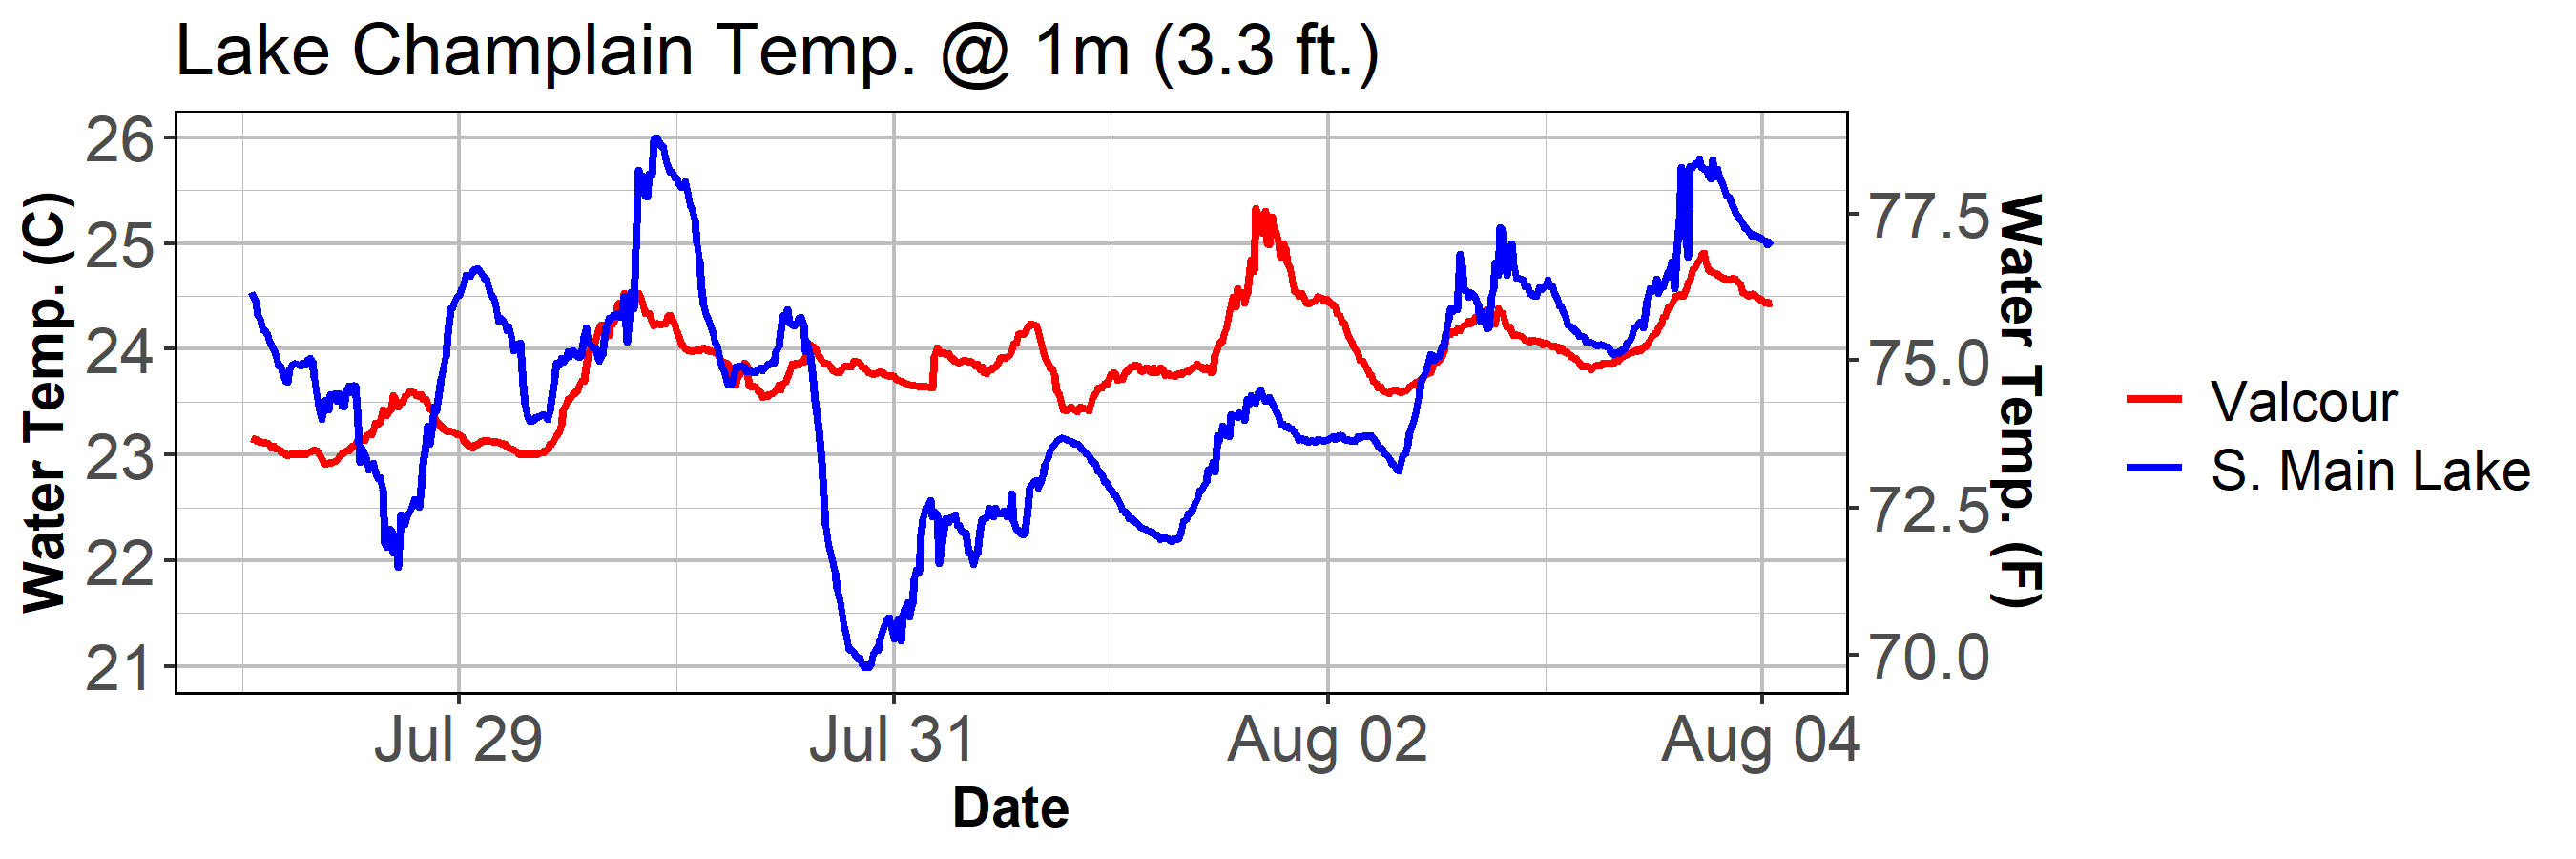 Lake Champlain Temp. @ 1m (3.3 ft.)
Water Temp. (C)
26
25
24
23
22
21
77.5
75.0
72.5
70.0
Water Temp. (F)
Jul 29
Jul 31
Aug 02
Aug 04
Date
Valcour
S. Main Lake